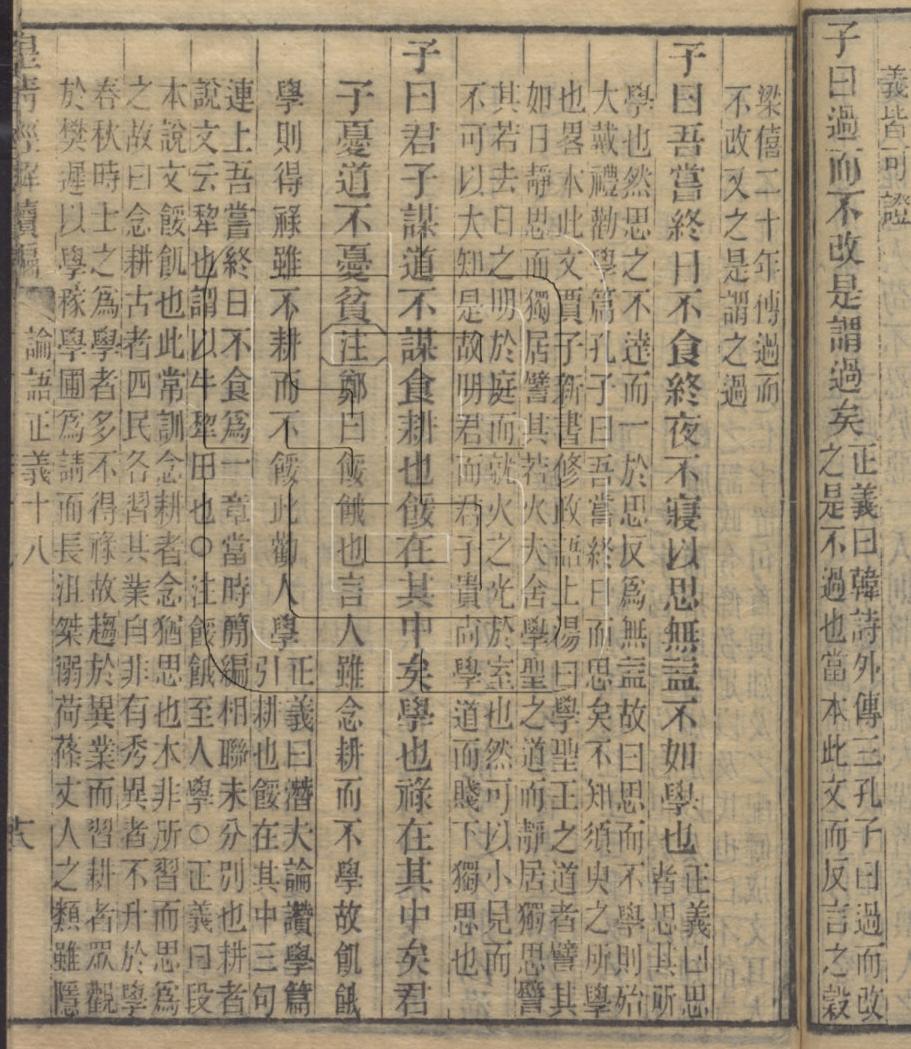 義皆可證
子曰過而不改是謂過矣
正義曰韓詩外傳三孔子曰過而改
之是不過也當本此文而反言之穀
梁僖二十年傳過而
不改又之是謂之過
子曰吾嘗終日不食終夜不寢以思無益不如學也
正義曰思
者思其所
學也然思之不達而一於思反爲無益故曰思而不學則殆
大戴禮勸學篇孔子曰吾嘗終日而思矣不知須臾之所學
也畧本此文賈子新書修政語上湯曰學聖王之道者譬其
如日靜思而獨居譬其若火夫舍學聖之道而靜居獨思譬
其若去日之明於庭而就火之光於室也然可以小見而
不可以大知是故明君而君子貴尚學道而賤下獨思也
子曰君子謀道不謀食耕也餒在其中矣學也祿在其中矣君
子憂道不憂貧注鄭曰餒餓也言人雖念耕而不學故飢餓
學則得祿雖不耕而不餒此勸人學
正義曰潛夫論讚學篇
引耕也餒在其中三句
連上吾嘗終日不食爲一章當時簡編相聯未分別也耕者
說文云犂也謂以牛犂田也○注餒餓至人學○正義曰段
本說文餒飢也此常訓念耕者念猶思也本非所習而思爲
之故曰念耕古者四民各習其業自非有秀異者不升於學
春秋時士之爲學者多不得祿故趨於異業而習耕者眾觀
於樊遲以學稼學圃爲請而長沮桀溺荷蓧丈人之類雖隱
皇清經解續編
論語正義十八